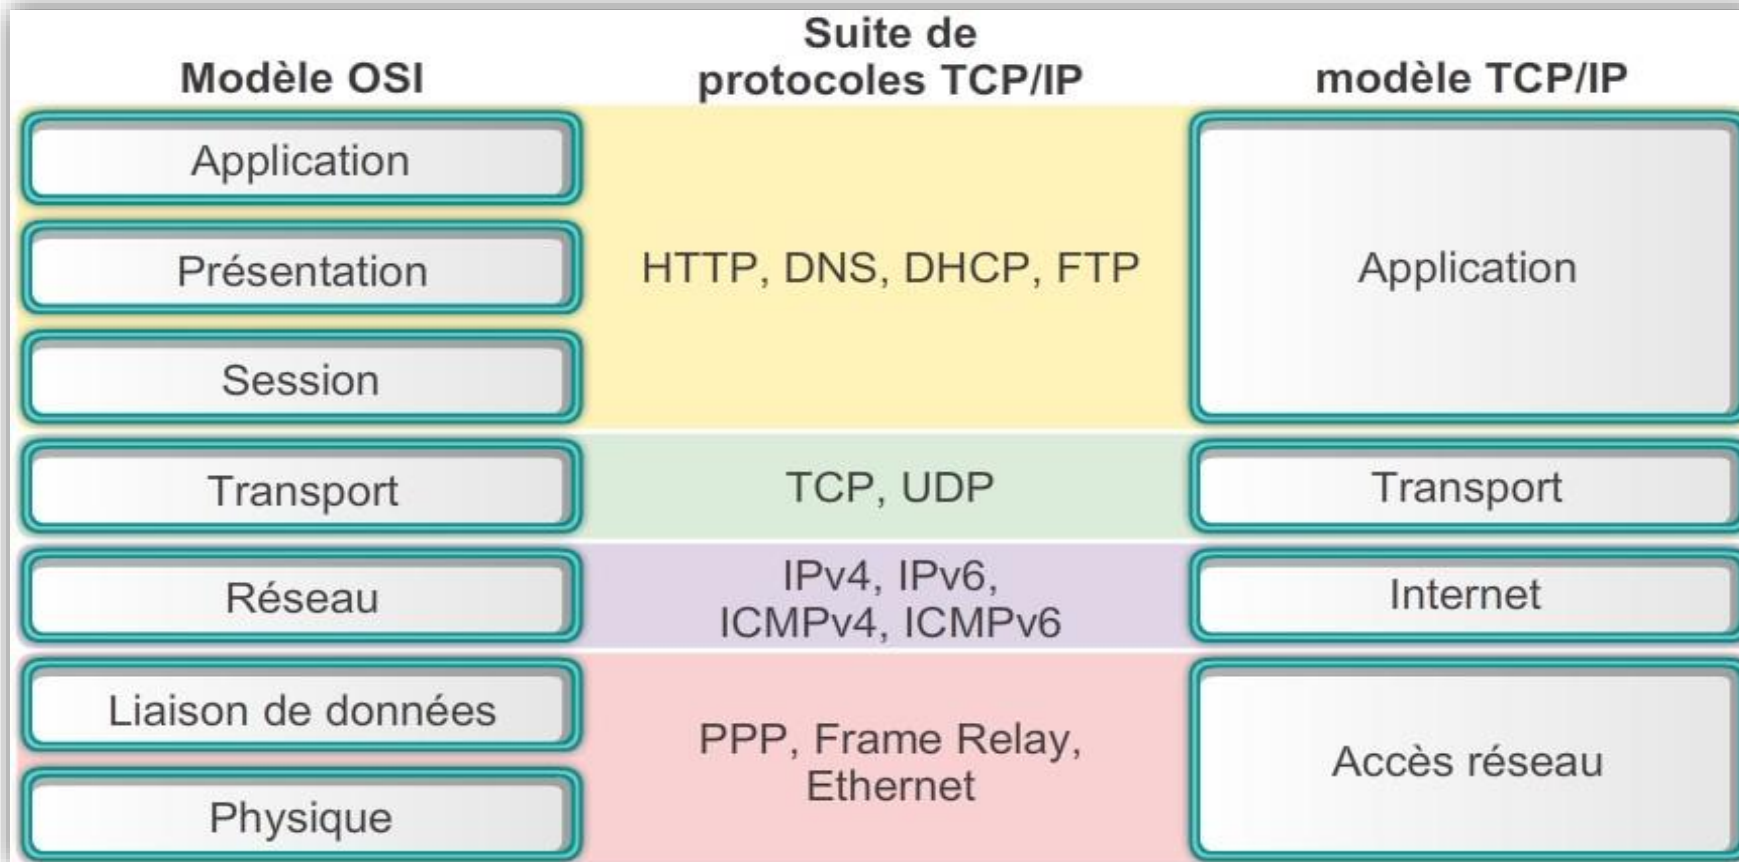 Modèle OSI
Suite de
protocoles TCP/IP
modèle TCP/IP
Application
Présentation
HTTP, DNS, DHCP, FTP
Application
Session
Transport
TCP, UDP
Transport
Réseau
IPv4, IPv6,
ICMPv4, ICMPv6
Internet
Liaison de données
PPP, Frame Relay,
Ethernet
Accès réseau
Physique